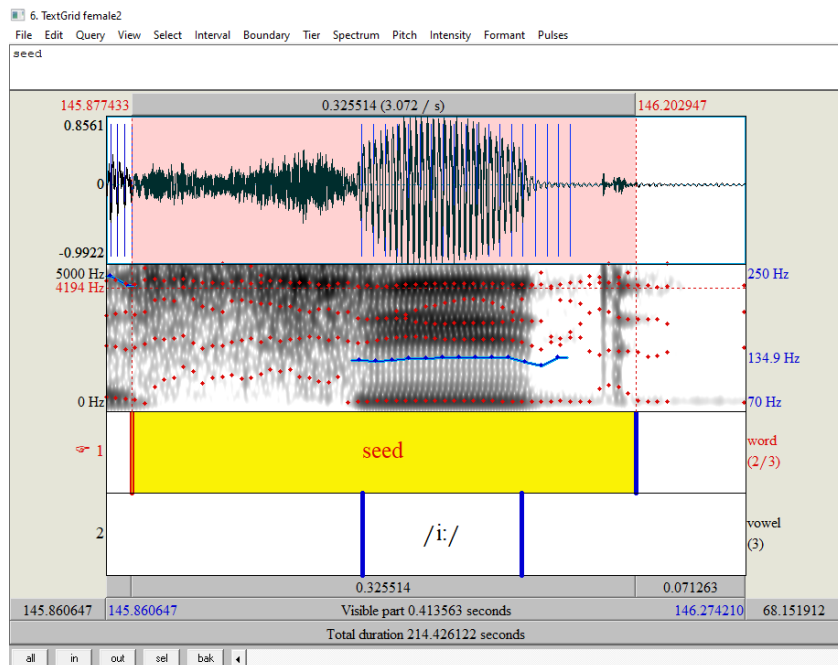 6. TextGrid female2
File Edit Query View Select Interval Boundary Tier Spectrum Pitch Intensity Formant Pulses
seed
145.877433 0.325514 (3.072 / s) 146.202947
0.8561
0
-0.9922
5000 Hz 250 Hz
4194 Hz
134.9 Hz
0 Hz 70 Hz
☞ 1 seed word
(2/3)
2 /iː/ vowel
(3)
0.325514 0.071263
145.860647 145.860647 Visible part 0.413563 seconds 146.274210 68.151912
Total duration 214.426122 seconds
all in out sel bak